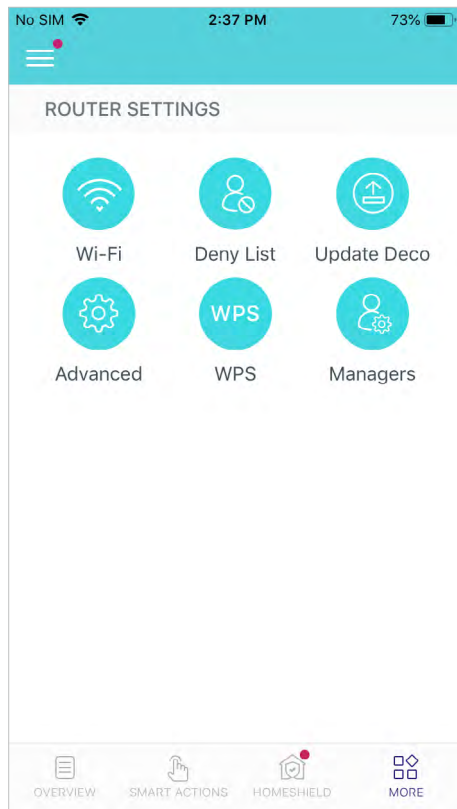 No SIM 2:37 PM 73%
ROUTER SETTINGS
Wi-Fi Deny List Update Deco
WPS
Advanced WPS Managers
OVERVIEW SMART ACTIONS HOMESHIELD MORE